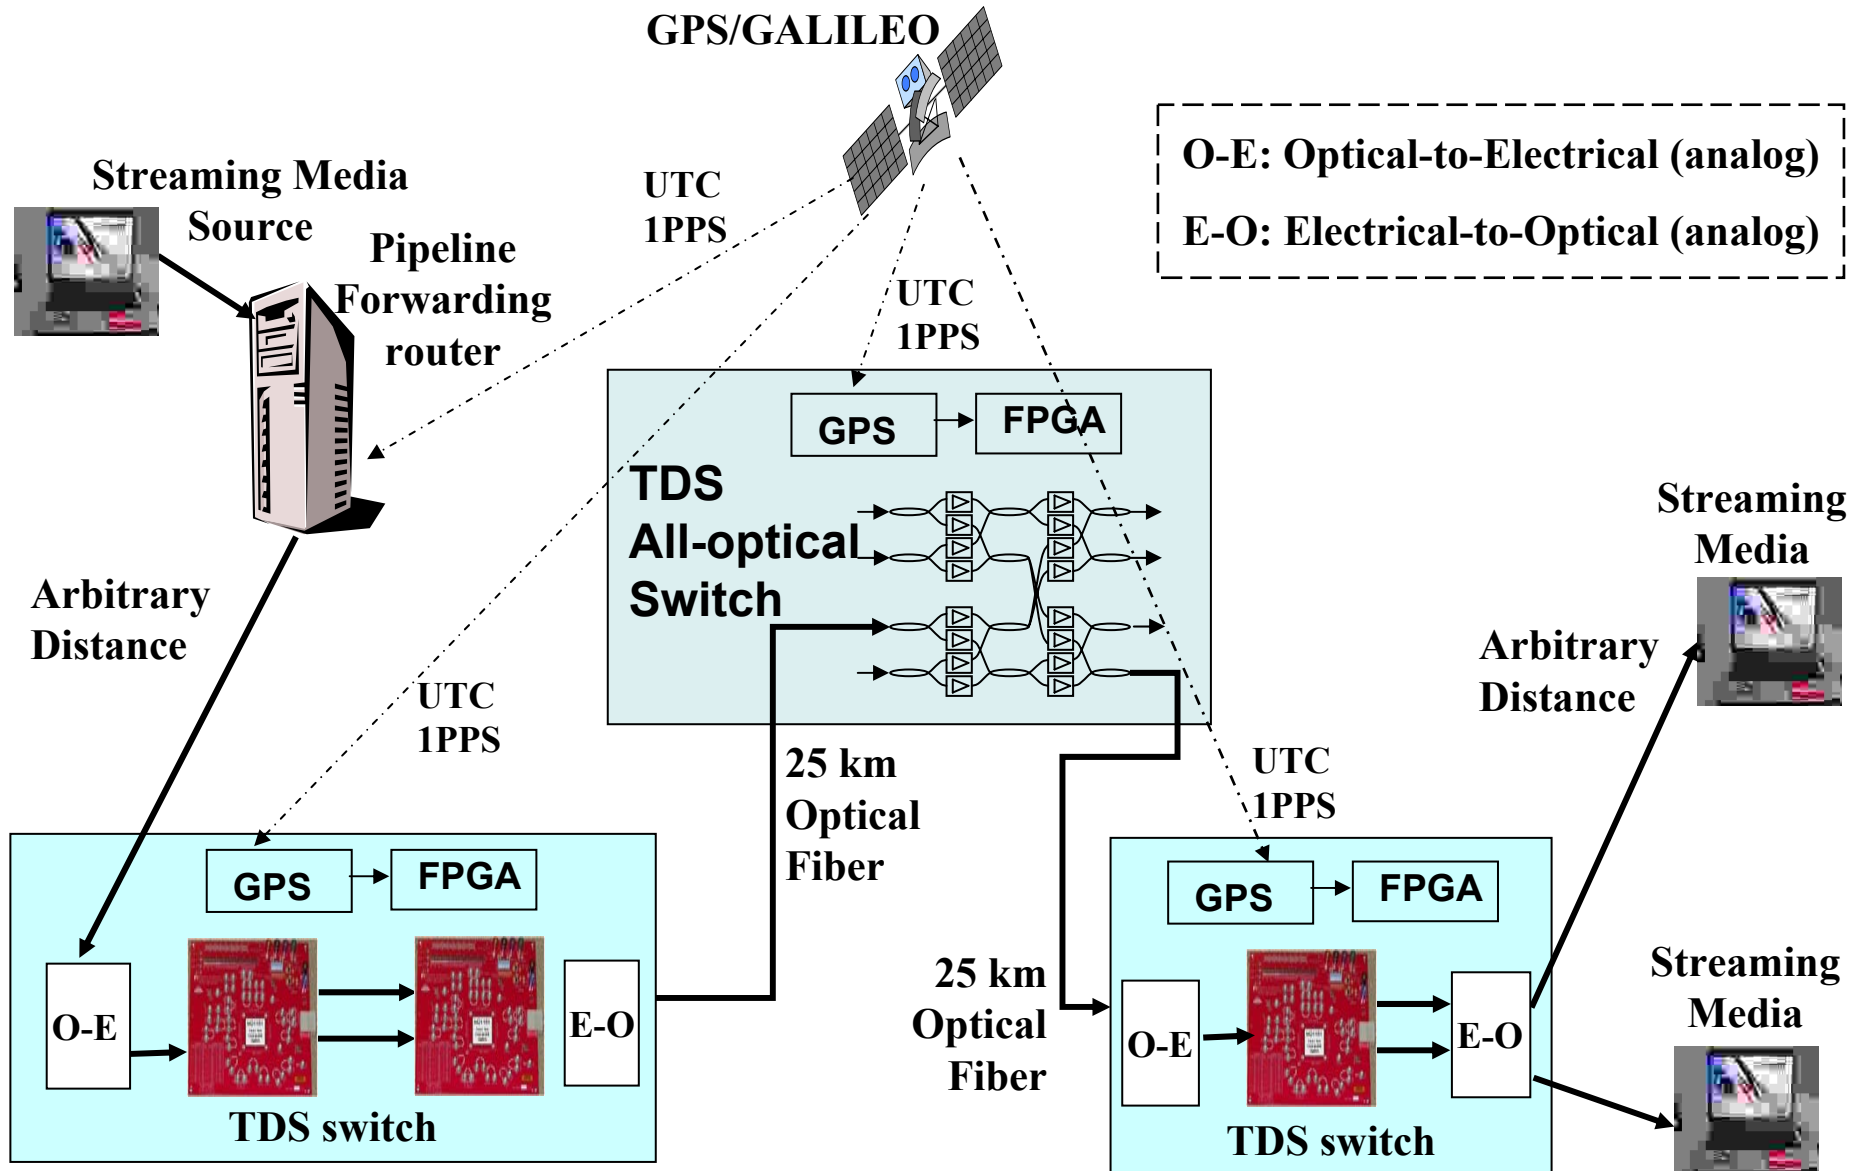 GPS/GALILEO
O-E: Optical-to-Electrical (analog)
E-O: Electrical-to-Optical (analog)
Streaming Media
Source
Pipeline
Forwarding
router
UTC
1PPS
UTC
1PPS
GPS
FPGA
TDS
All-optical
Switch
Arbitrary
Distance
UTC
1PPS
25 km
Optical
Fiber
GPS
FPGA
O-E
E-O
TDS switch
25 km
Optical
Fiber
UTC
1PPS
GPS
FPGA
O-E
E-O
TDS switch
Arbitrary
Distance
Streaming
Media
Streaming
Media